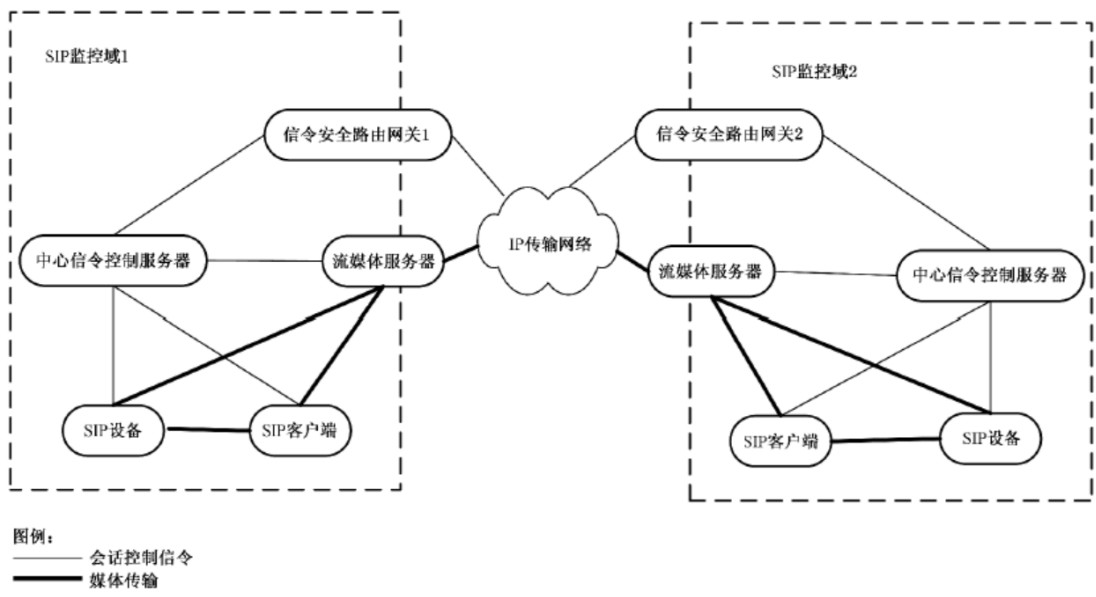 SIP监控域1
SIP监控域2
信令安全路由网关1
信令安全路由网关2
IP传输网络
中心信令控制服务器
流媒体服务器
流媒体服务器
中心信令控制服务器
SIP设备
SIP客户端
SIP客户端
SIP设备
图例:
会话控制信令
媒体传输